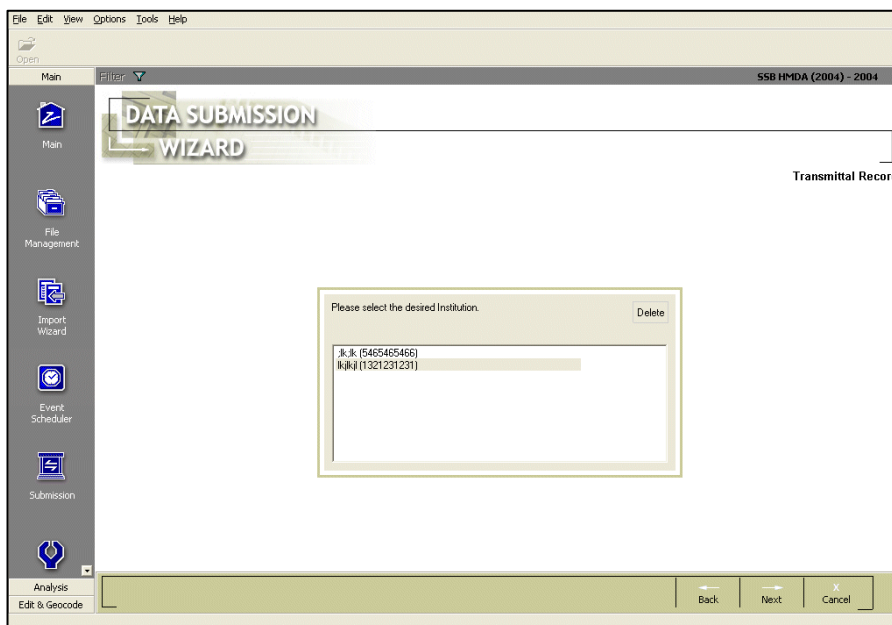 File Edit View Options Tools Help
Open
Main
Filter
SSB HMDA (2004) - 2004
DATA SUBMISSION
WIZARD
Transmittal Recor
Main
File
Management
Import
Wizard
Event
Scheduler
Submission
Please select the desired Institution.
Delete
;lk;lk (5465465466)
lkjlkjl (1321231231)
Analysis
Edit & Geocode
Back Next Cancel